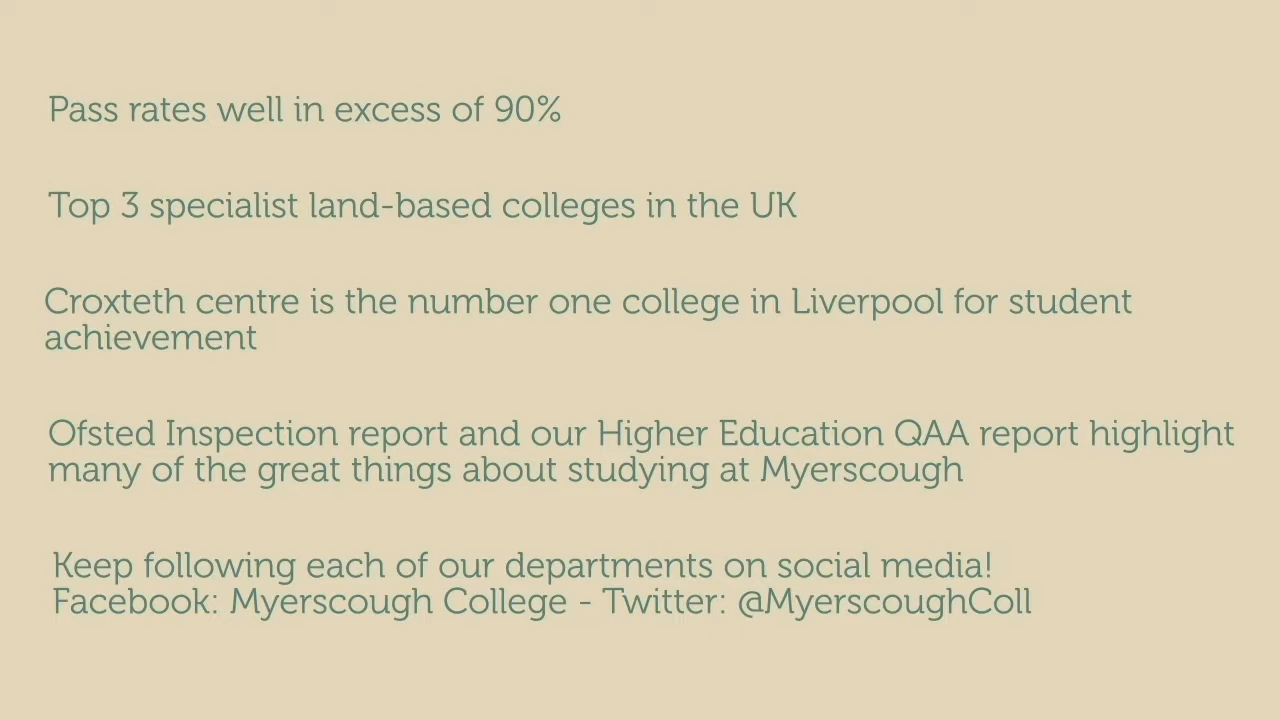 Pass rates well in excess of 90%
Top 3 specialist land-based colleges in the UK
Croxteth centre is the number one college in Liverpool for student
achievement
Ofsted Inspection report and our Higher Education QAA report highlight
many of the great things about studying at Myerscough
Keep following each of our departments on social media!
Facebook: Myerscough College - Twitter: @MyerscoughColl